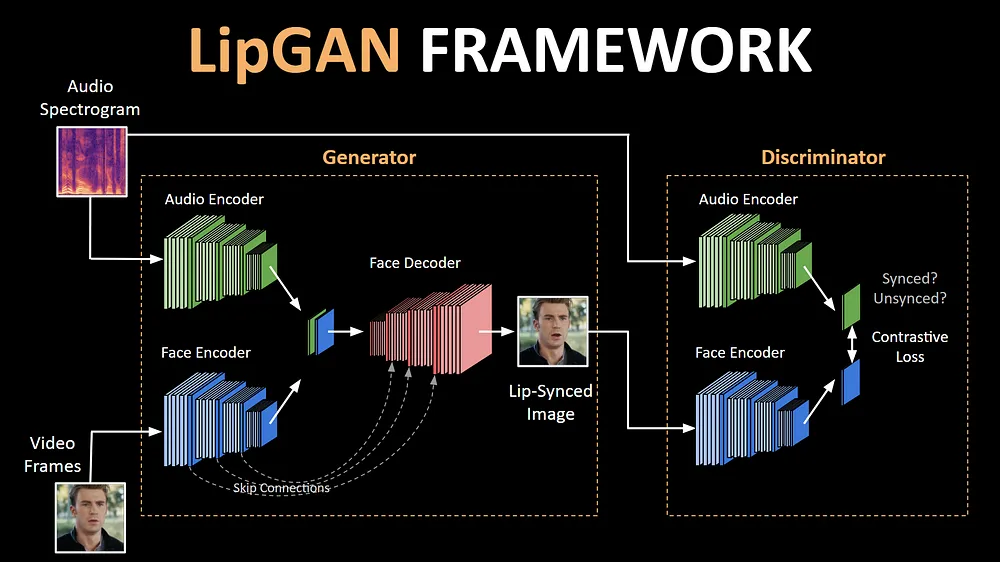 LipGAN FRAMEWORK
Audio
Spectrogram
Generator
Discriminator
Audio Encoder
Audio Encoder
Face Decoder
Synced?
Unsynced?
Contrastive
Loss
Face Encoder
Face Encoder
Lip-Synced
Image
Video
Frames
Skip Connections